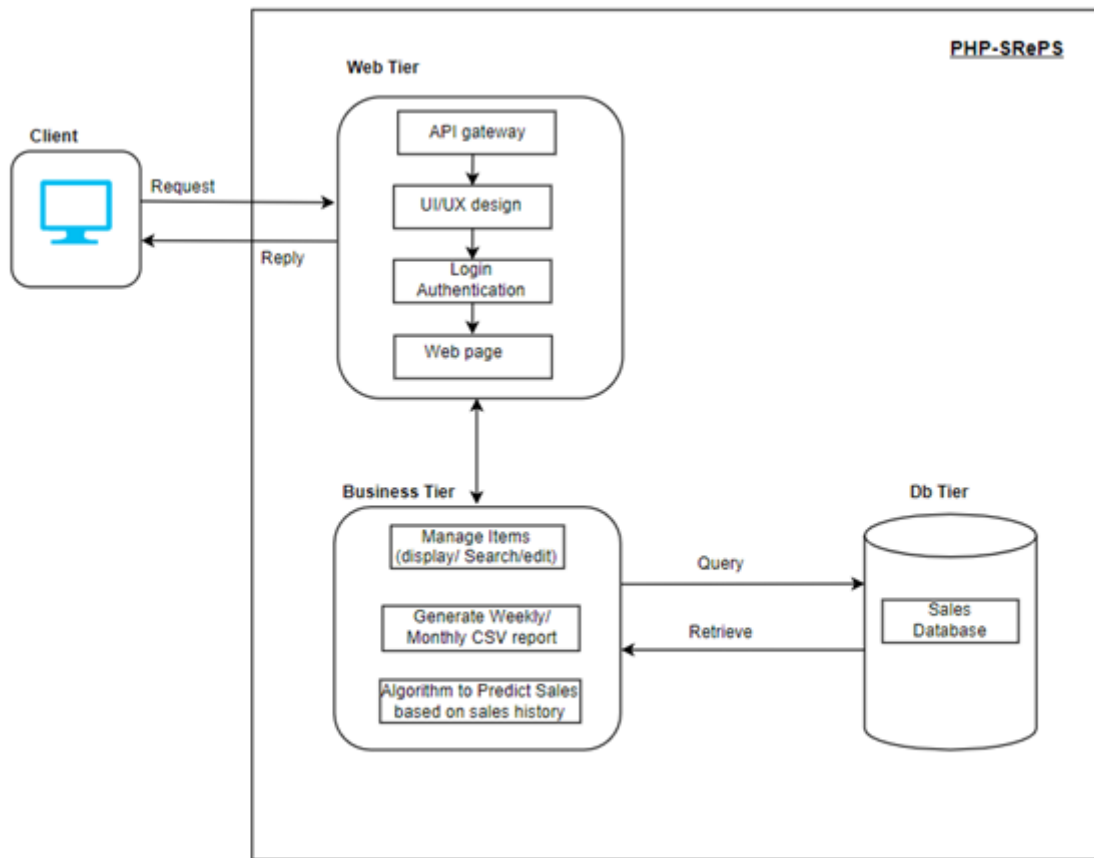 PHP-SRePS
Web Tier
API gateway
Client
Request
UI/UX design
Reply
Login
Authentication
Web page
Business Tier
Db Tier
Manage Items
(display/ Search/edit)
Query
Generate Weekly/
Monthly CSV report
Sales
Database
Retrieve
Algorithm to Predict Sales
based on sales history